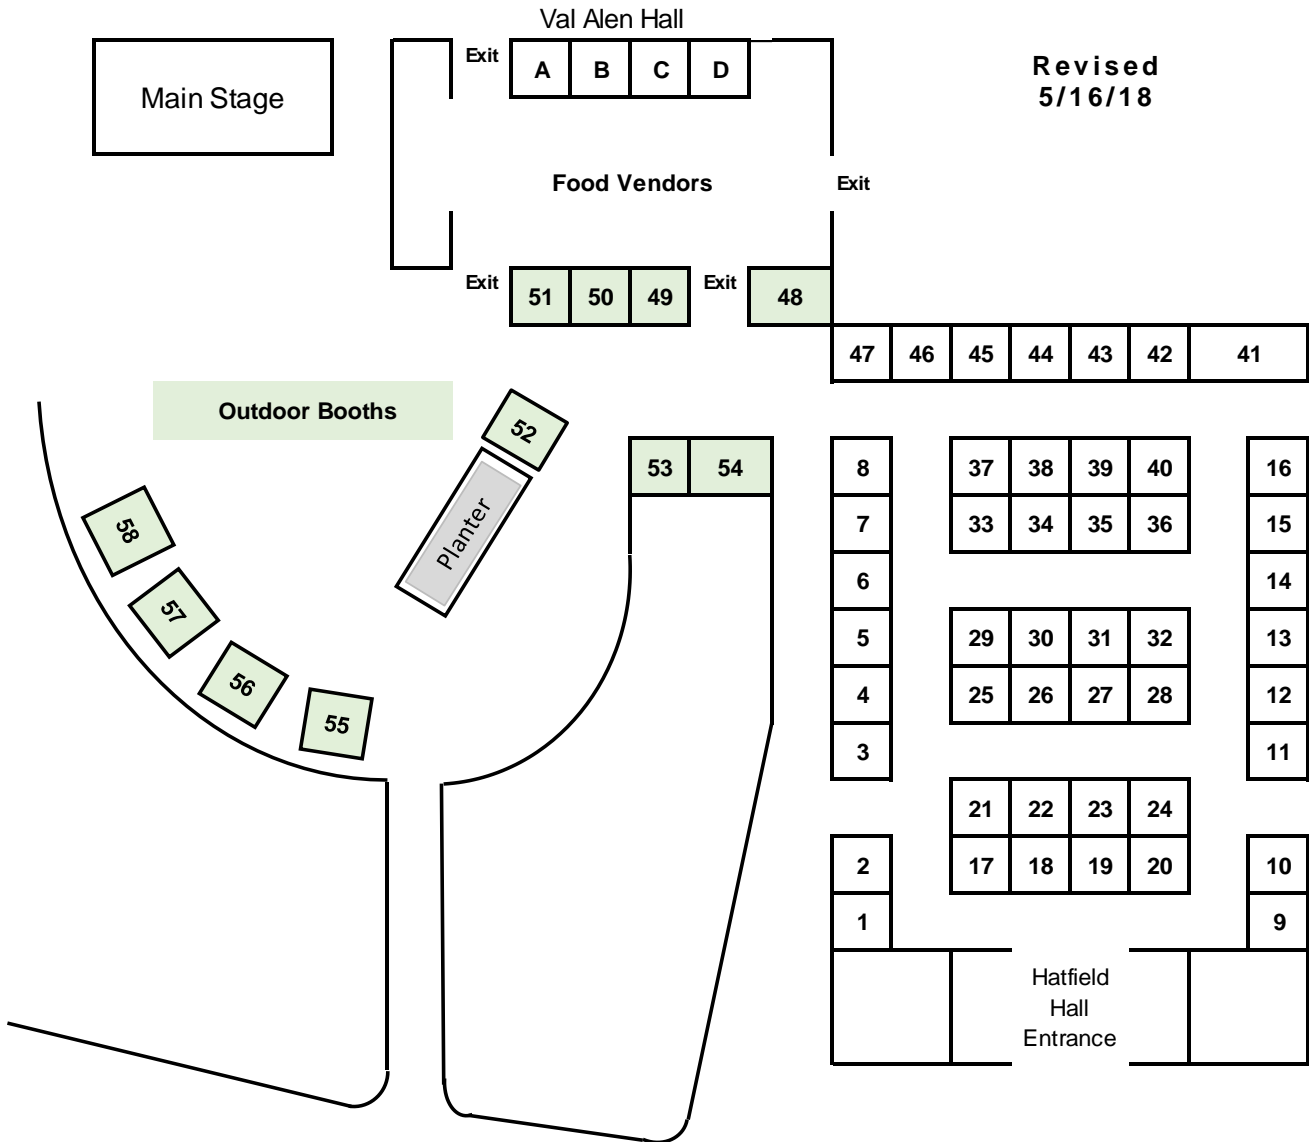 Val Alen Hall
Exit A B C D
Revised
5/16/18
Main Stage
Food Vendors Exit
Exit 51 50 49 Exit 48
47 46 45 44 43 42 41
Outdoor Booths
52
53 54
8 37 38 39 40 16
Planter
58
7 33 34 35 36 15
6 14
57
5 29 30 31 32 13
56
4 25 26 27 28 12
55
3 11
21 22 23 24
2 17 18 19 20 10
1 9
Hatfield
Hall
Entrance